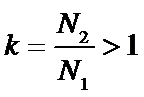 k = N₂/N₁ > 1